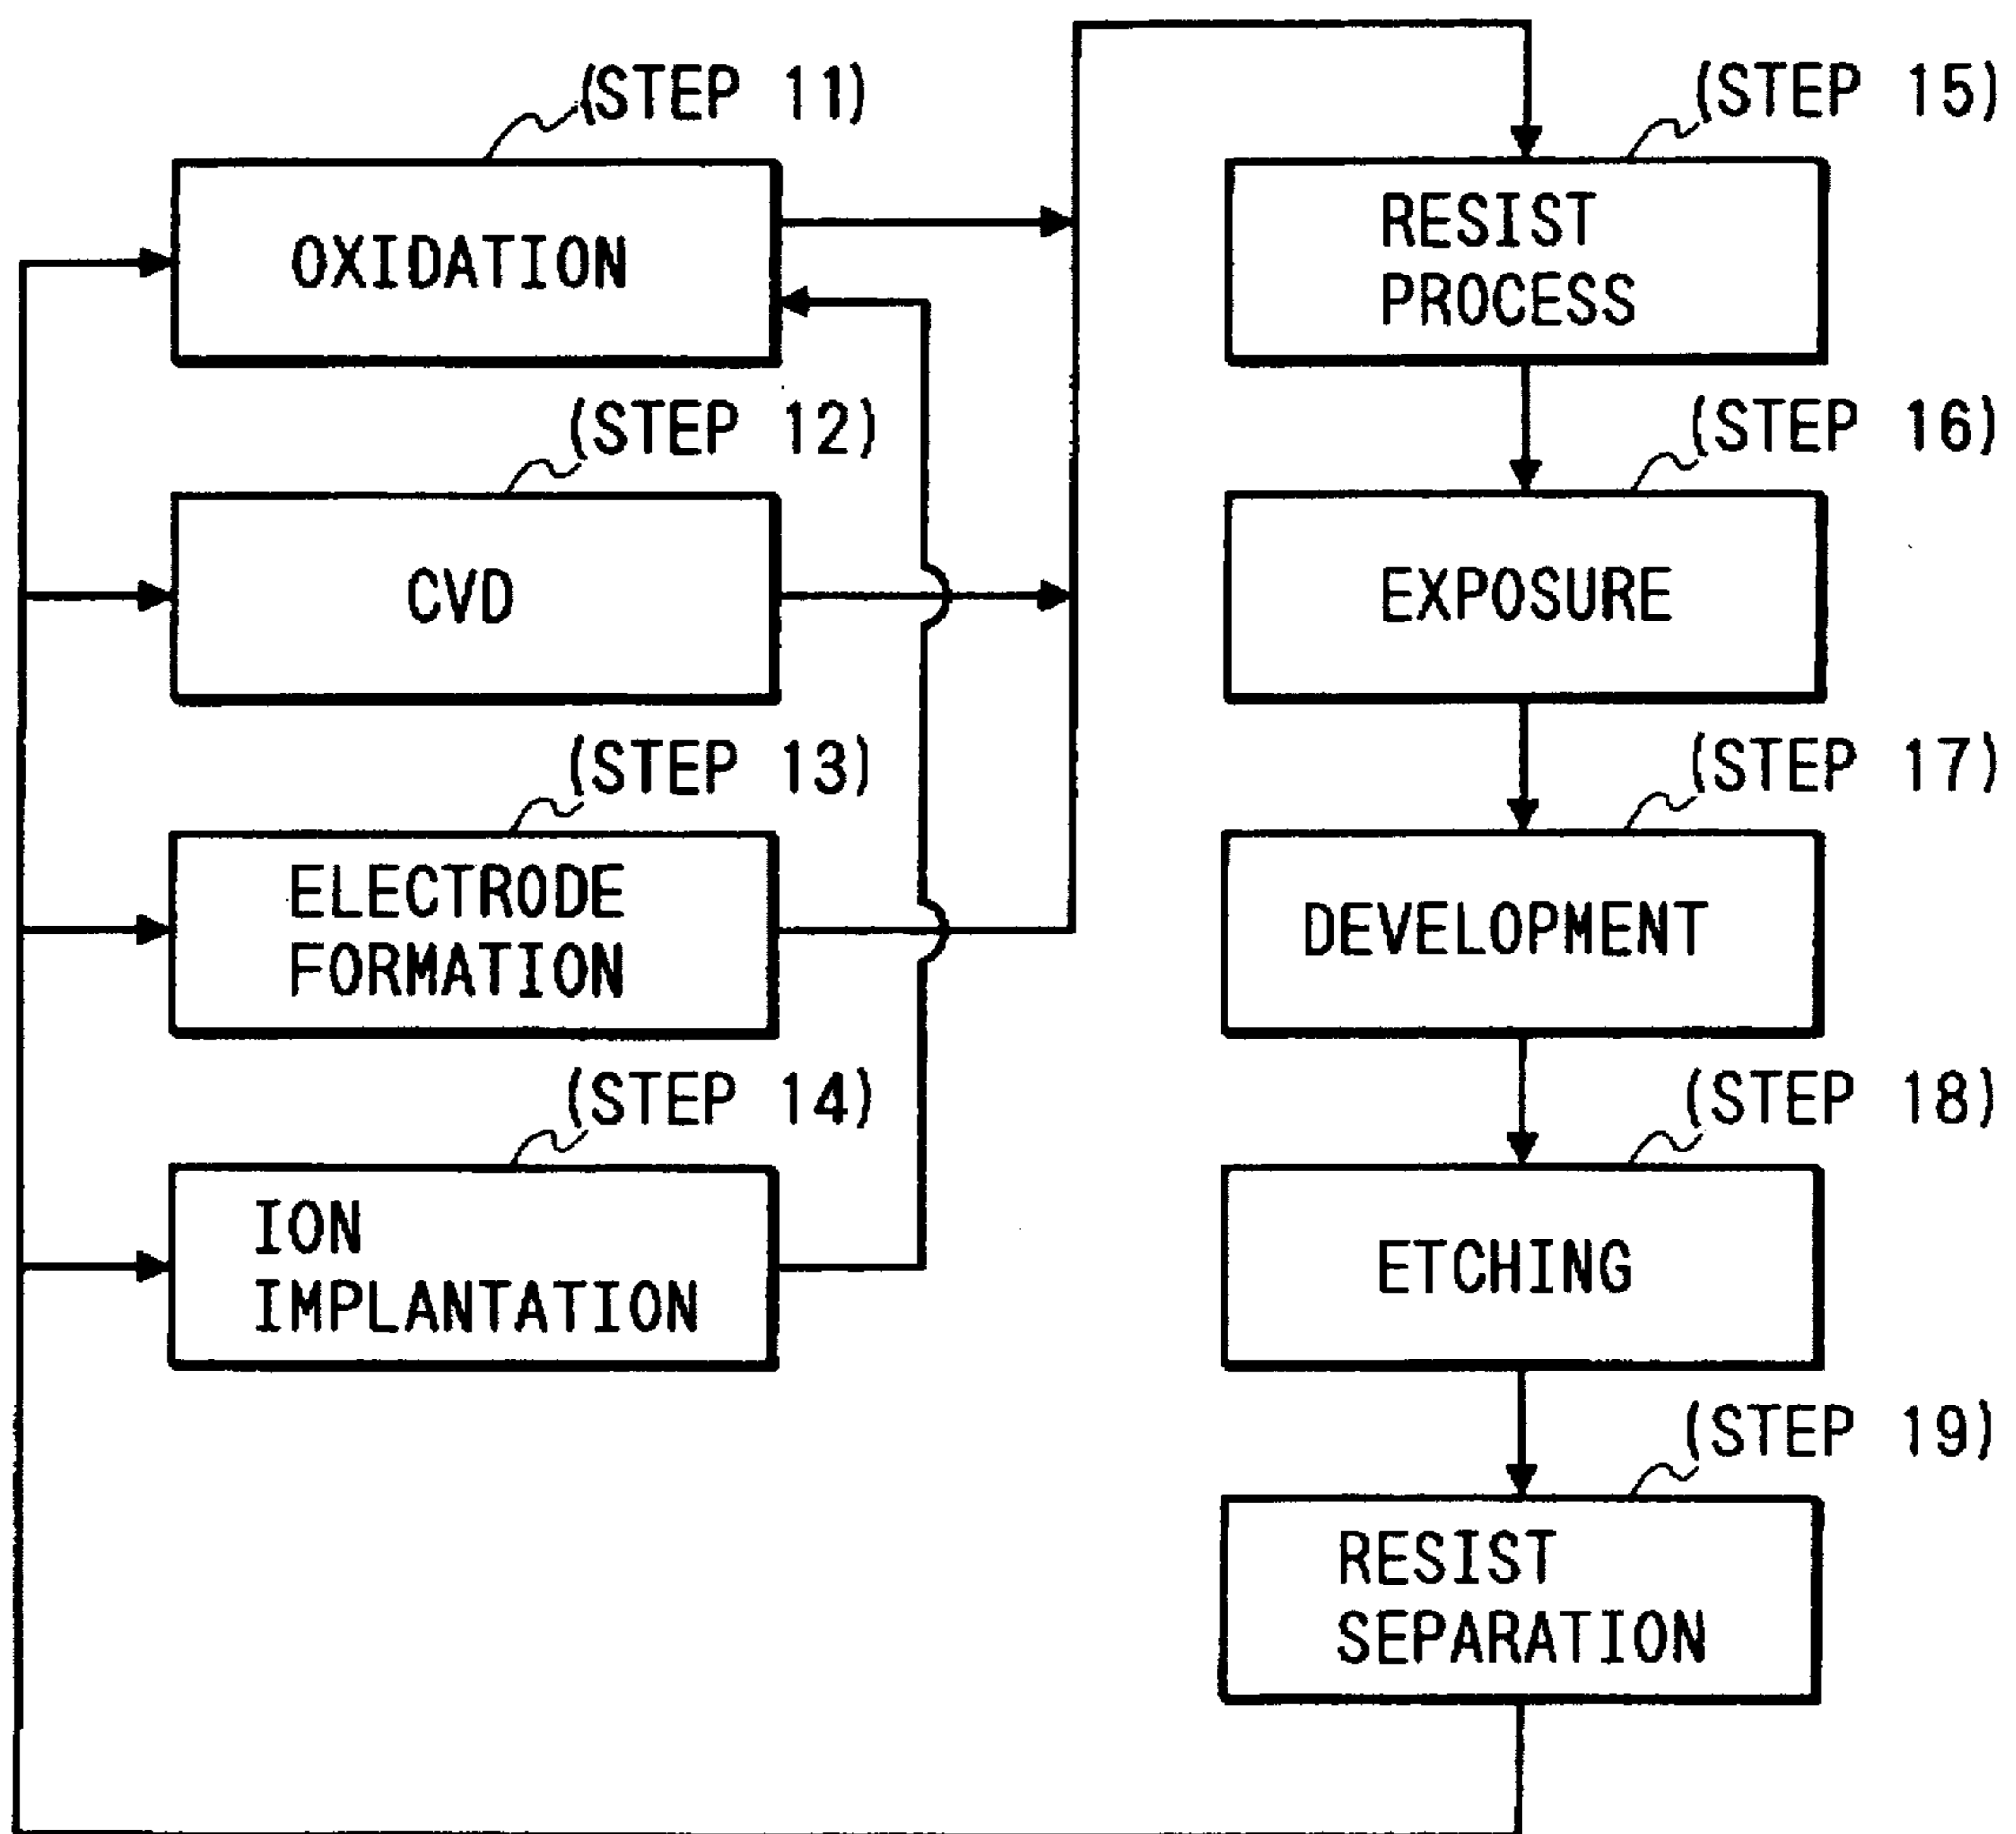 (STEP 11)
OXIDATION
(STEP 12)
CVD
(STEP 13)
ELECTRODE
FORMATION
(STEP 14)
ION
IMPLANTATION
(STEP 15)
RESIST
PROCESS
(STEP 16)
EXPOSURE
(STEP 17)
DEVELOPMENT
(STEP 18)
ETCHING
(STEP 19)
RESIST
SEPARATION